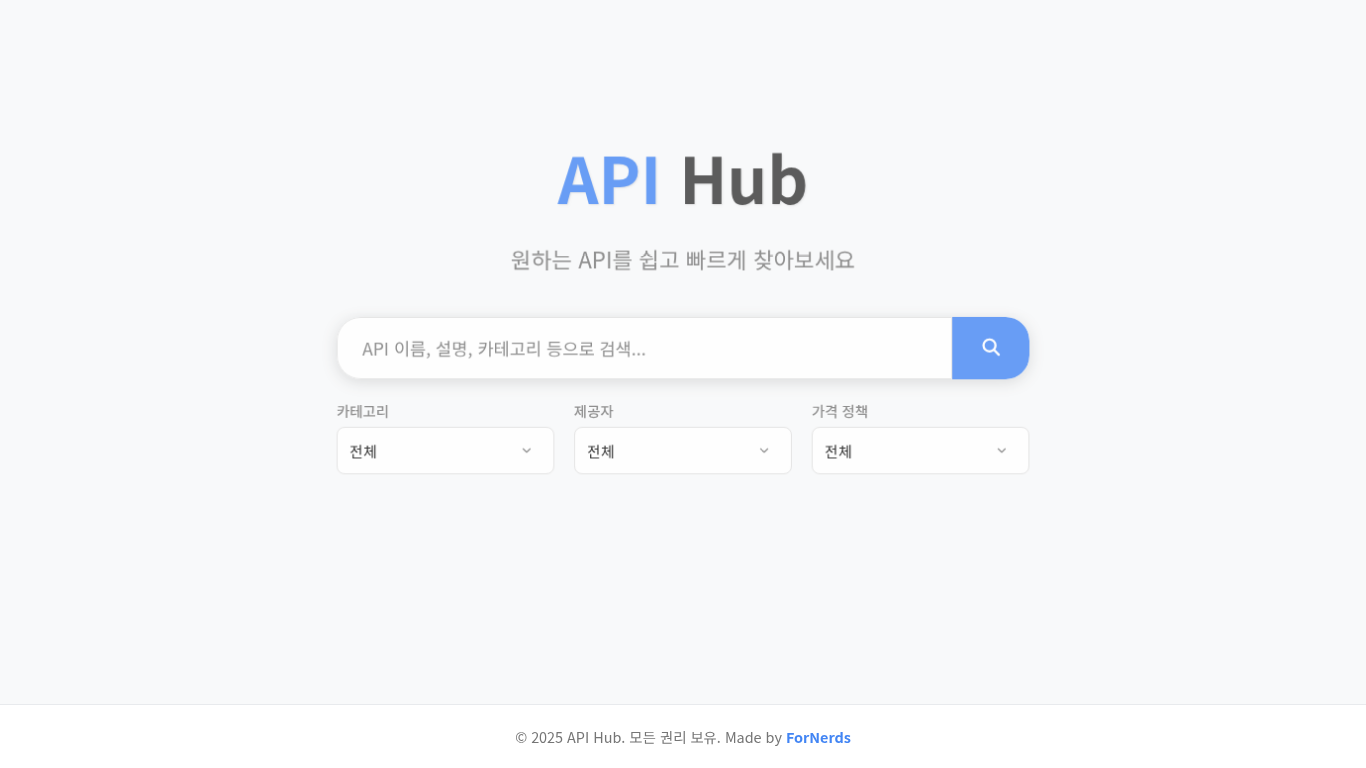 API Hub
원하는 API를 쉽고 빠르게 찾아보세요
API 이름, 설명, 카테고리 등으로 검색...
카테고리 제공자 가격 정책
전체 전체 전체
© 2025 API Hub. 모든 권리 보유. Made by ForNerds